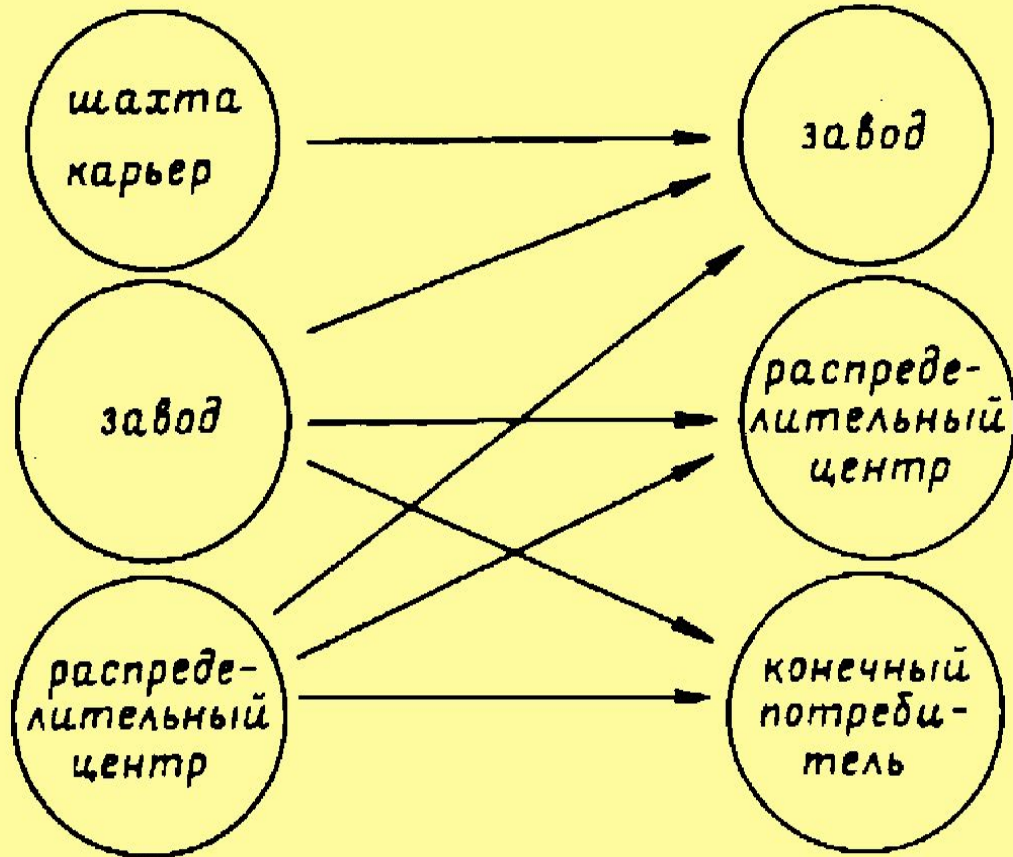 шахта
карьер
завод
распреде-
лительный
центр
завод
распреде-
лительный
центр
конечный
потреби-
тель